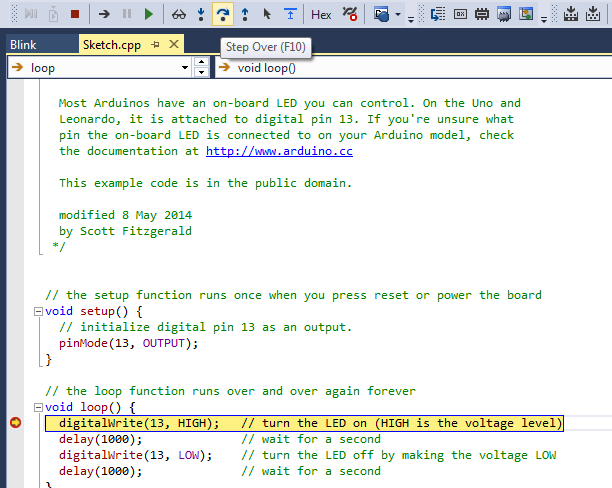 Hex
Blink
Sketch.cpp
Step Over (F10)
loop
void loop()
Most Arduinos have an on-board LED you can control. On the Uno and
Leonardo, it is attached to digital pin 13. If you're unsure what
pin the on-board LED is connected to on your Arduino model, check
the documentation at http://www.arduino.cc
This example code is in the public domain.
modified 8 May 2014
by Scott Fitzgerald
*/
// the setup function runs once when you press reset or power the board
void setup() {
// initialize digital pin 13 as an output.
pinMode(13, OUTPUT);
}
// the loop function runs over and over again forever
void loop() {
digitalWrite(13, HIGH);   // turn the LED on (HIGH is the voltage level)
delay(1000);              // wait for a second
digitalWrite(13, LOW);    // turn the LED off by making the voltage LOW
delay(1000);              // wait for a second
}